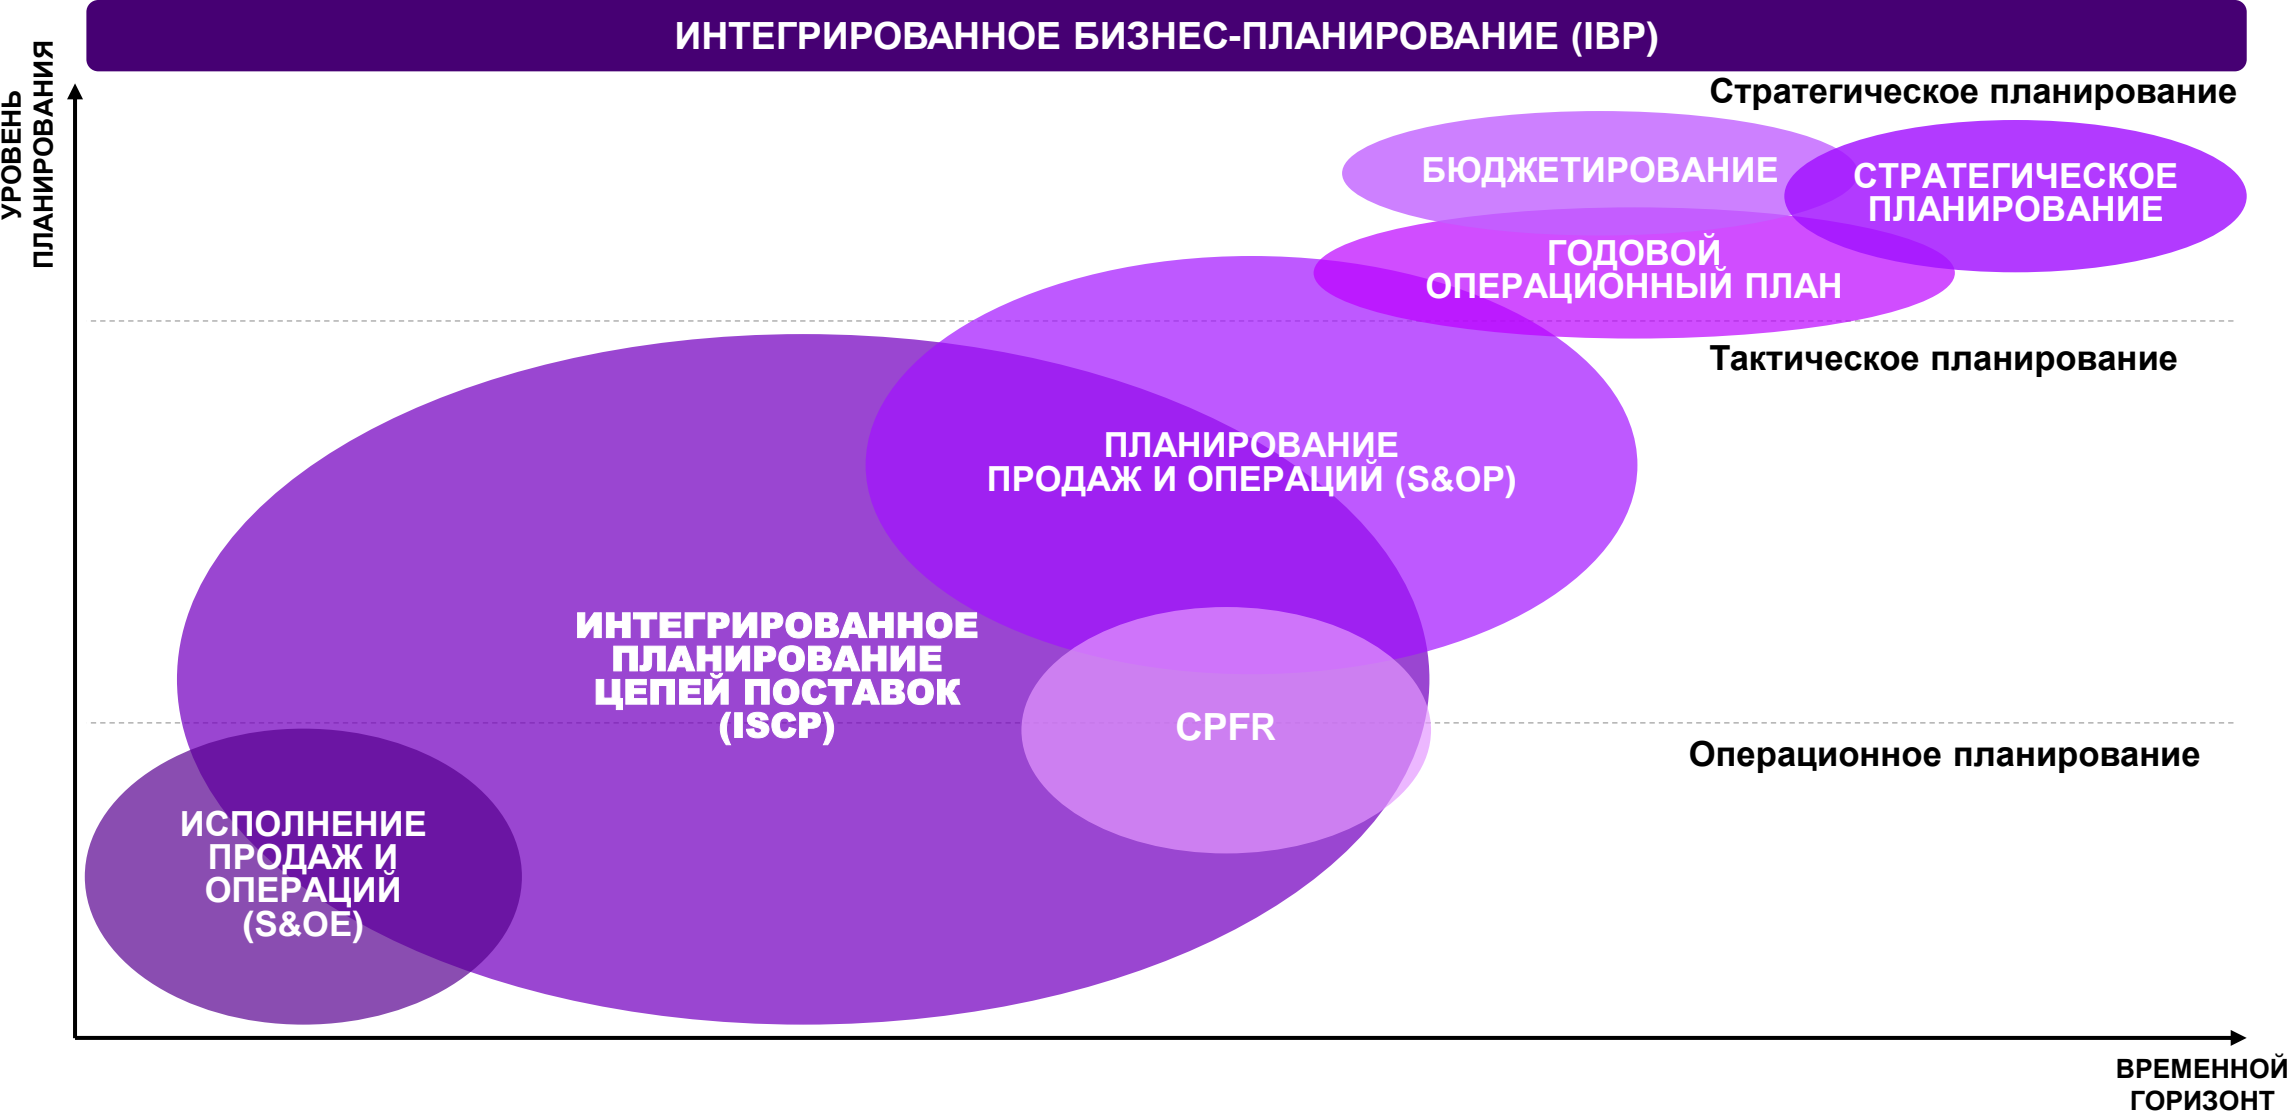 ИНТЕГРИРОВАННОЕ БИЗНЕС-ПЛАНИРОВАНИЕ (IBP)
УРОВЕНЬ
ПЛАНИРОВАНИЯ
Стратегическое планирование
БЮДЖЕТИРОВАНИЕ
СТРАТЕГИЧЕСКОЕ
ПЛАНИРОВАНИЕ
ГОДОВОЙ
ОПЕРАЦИОННЫЙ ПЛАН
Тактическое планирование
ПЛАНИРОВАНИЕ
ПРОДАЖ И ОПЕРАЦИЙ (S&OP)
ИНТЕГРИРОВАННОЕ
ПЛАНИРОВАНИЕ
ЦЕПЕЙ ПОСТАВОК
(ISCP)
CPFR
Операционное планирование
ИСПОЛНЕНИЕ
ПРОДАЖ И
ОПЕРАЦИЙ
(S&OE)
ВРЕМЕННОЙ
ГОРИЗОНТ